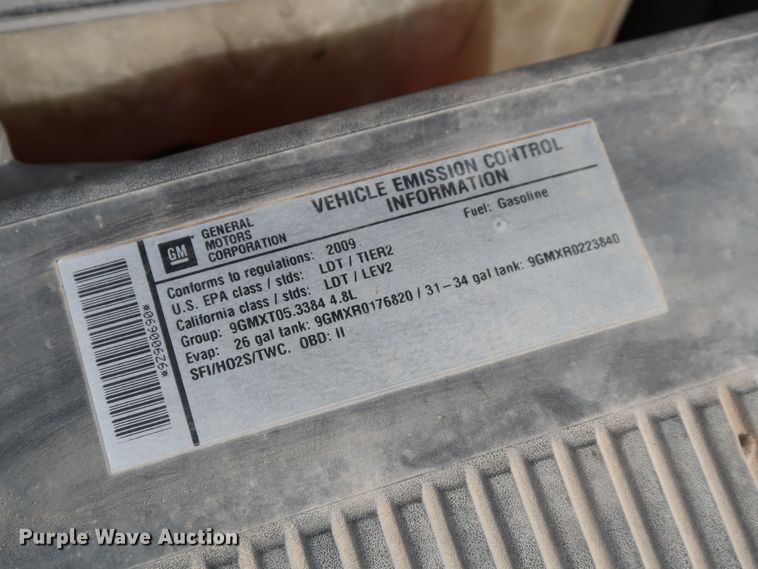 GM
GENERAL
MOTORS
CORPORATION
VEHICLE EMISSION CONTROL
INFORMATION
Fuel: Gasoline
Conforms to regulations: 2009
U.S. EPA class / stds: LDT / TIER2
California class / stds: LDT / LEV2
Group: 9GMXT05.3384 4.8L
Evap: 26 gal tank: 9GMXR0176820 / 31-34 gal tank: 9GMXR0223840
SFI/HO2S/TWC. OBD: II
Purple Wave Auction